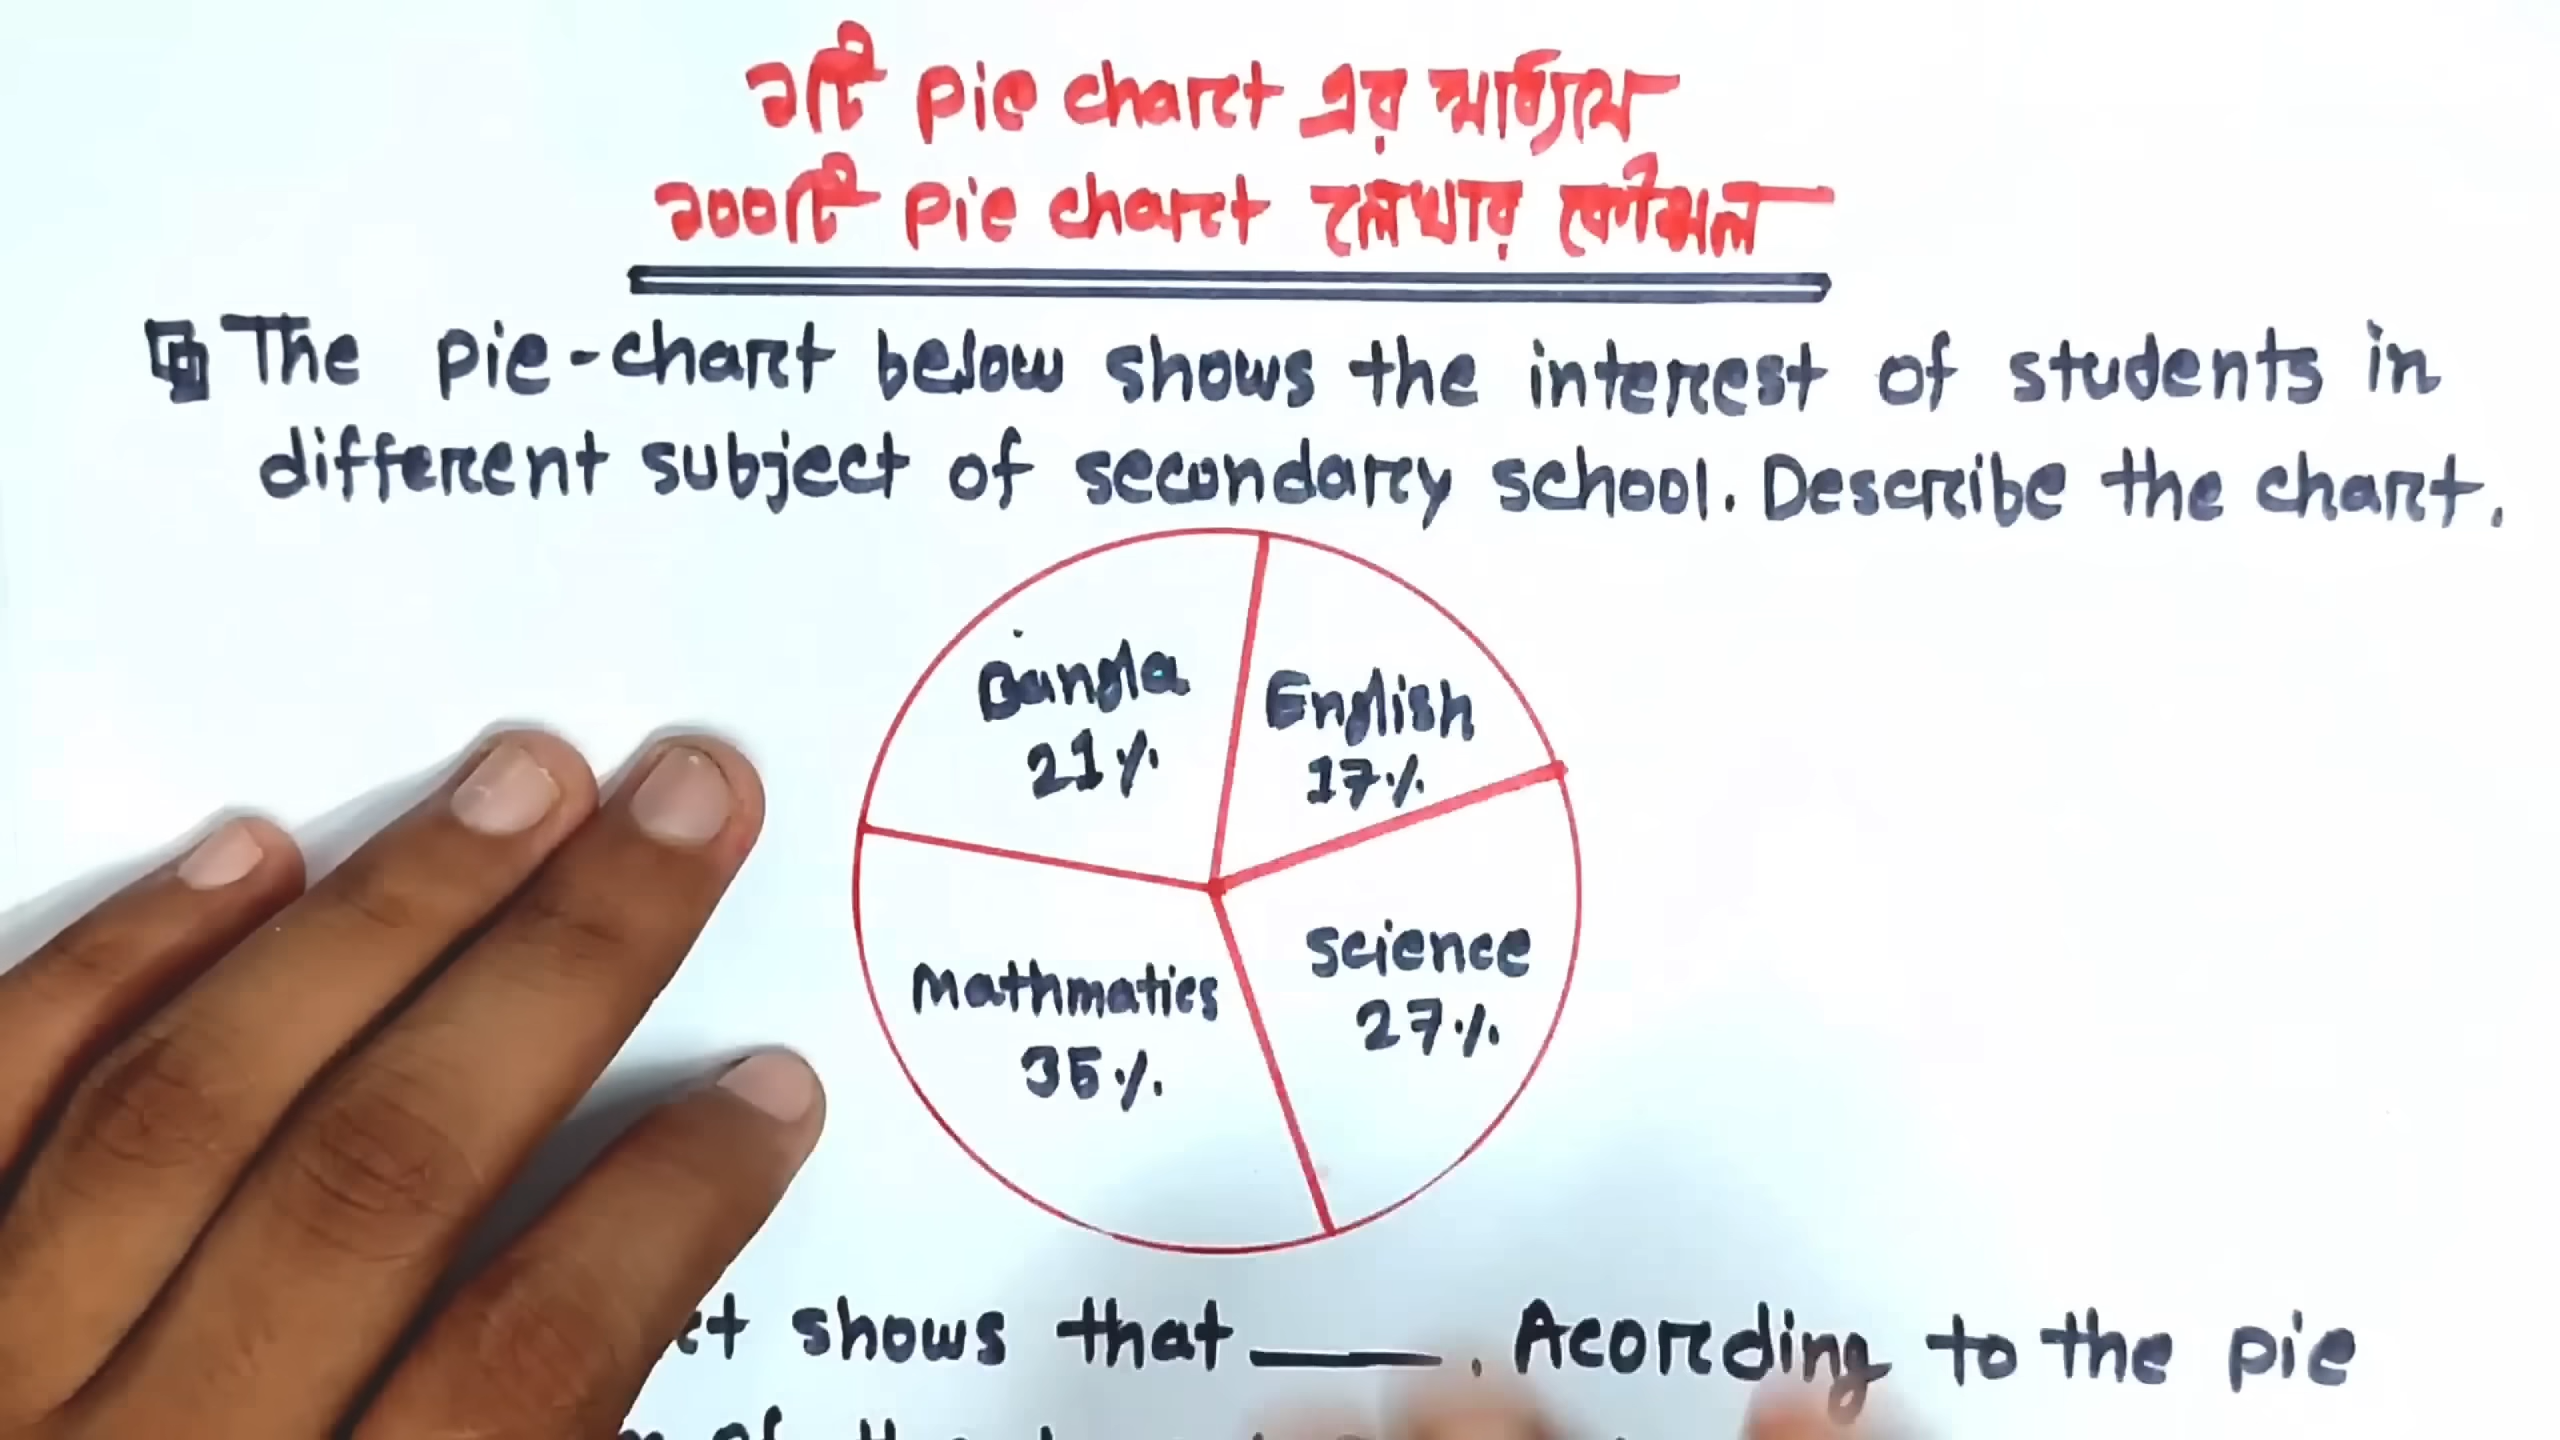 ১টি pie chart এর মাধ্যমে
১০০টি pie chart লেখার কৌশল
The pie-chart below shows the interest of students in
different subject of secondary school. Describe the chart.
Bangla
21%
English
17%
Mathmatics
35%
Science
27%
shows that ____. Acording to the pie